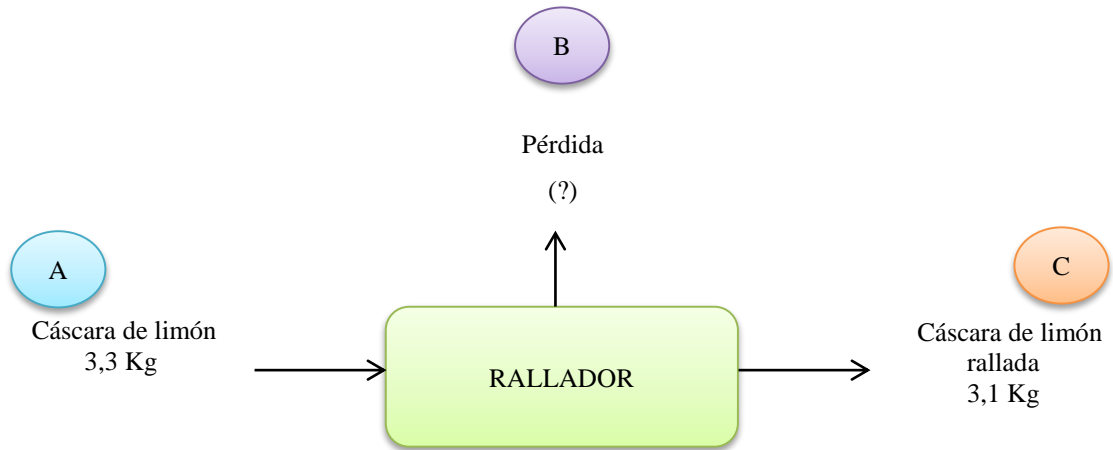 B
Pérdida
(?)
A
Cáscara de limón
3,3 Kg
RALLADOR
C
Cáscara de limón
rallada
3,1 Kg